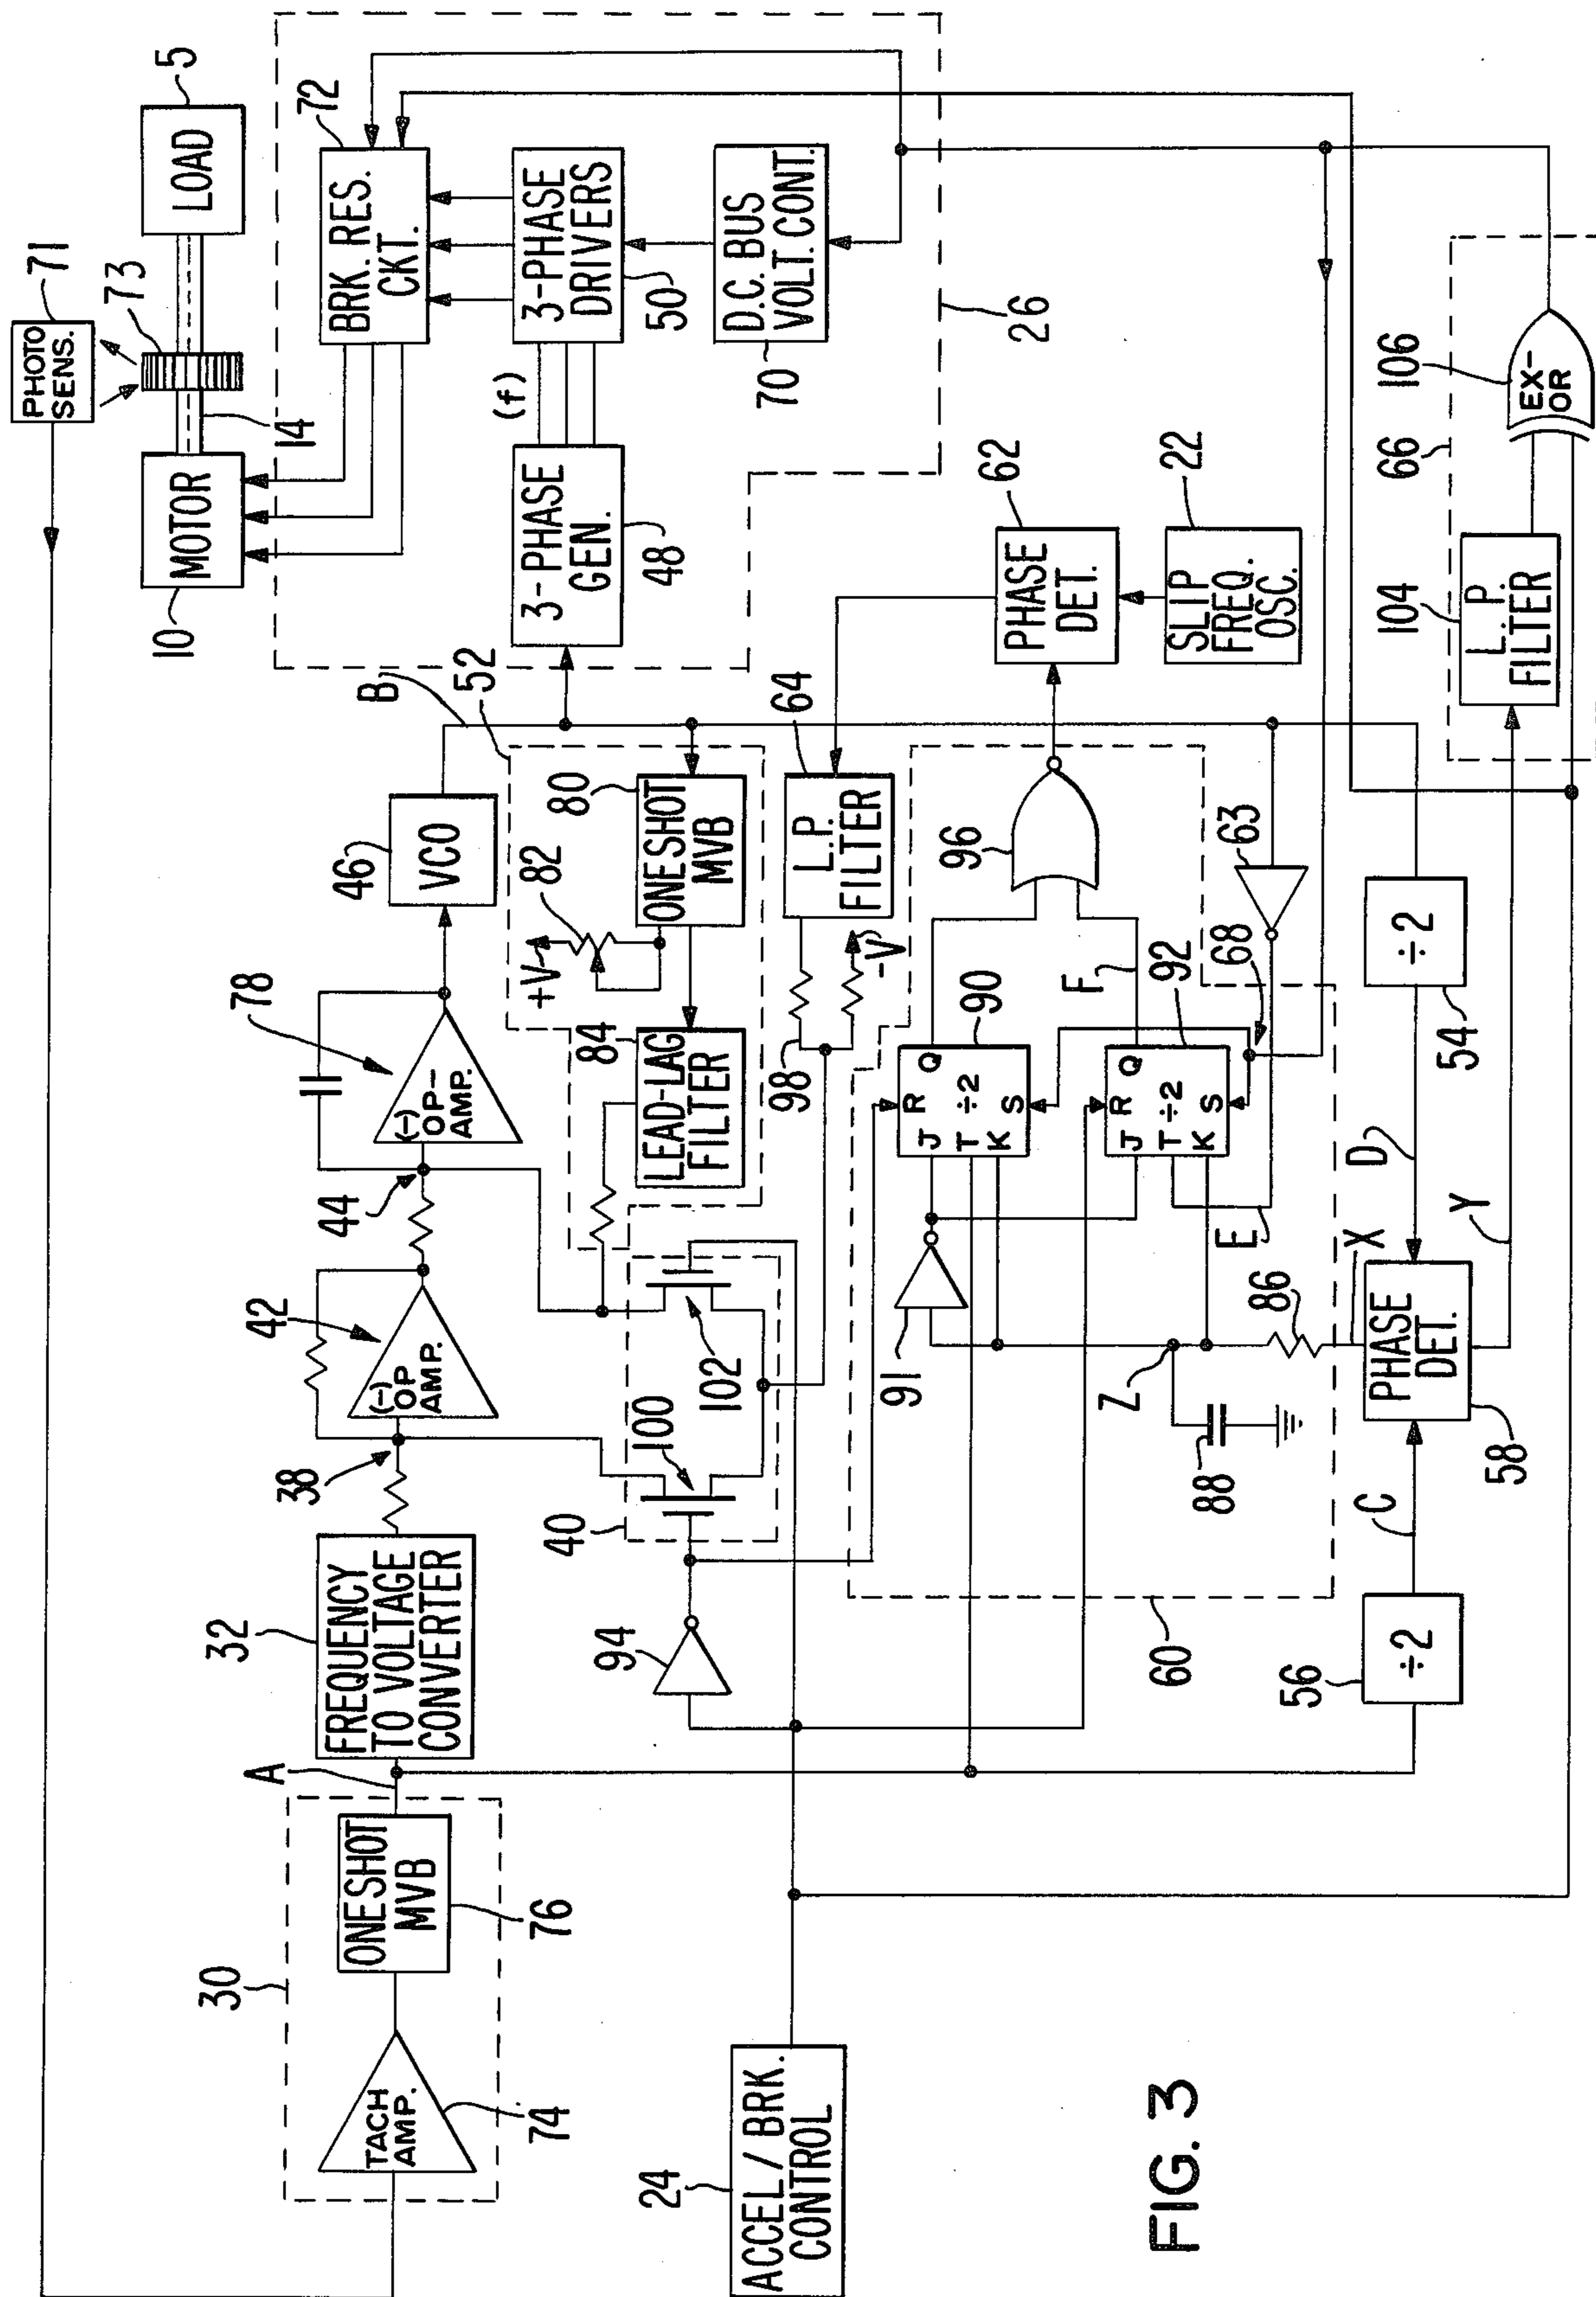 PHOTO
SENS.
71
73
14
MOTOR
10
LOAD
5
72
BRK. RES.
CKT.
3-PHASE
DRIVERS
50
(f)
3-PHASE
GEN.
48
D.C. BUS
VOLT. CONT.
70
26
B
52
46
VCO
78
(-)
OP-
AMP.
44
42
(-)
OP
AMP.
38
32
FREQUENCY
TO VOLTAGE
CONVERTER
A
30
ONESHOT
MVB
76
TACH
AMP.
74
80
ONESHOT
MVB
82
+V
84
LEAD-LAG
FILTER
64
L.P.
FILTER
-V
98
62
PHASE
DET.
22
SLIP
FREQ.
OSC.
40
100
102
94
96
63
68
F
90
J
T
K
R
÷2
S
Q
92
J
T
K
R
÷2
S
Q
91
E
Z
86
88
X
60
24
ACCEL / BRK.
CONTROL
56
÷2
C
PHASE
DET.
58
D
Y
÷2
54
66
104
L.P.
FILTER
EX-
OR
106
FIG. 3